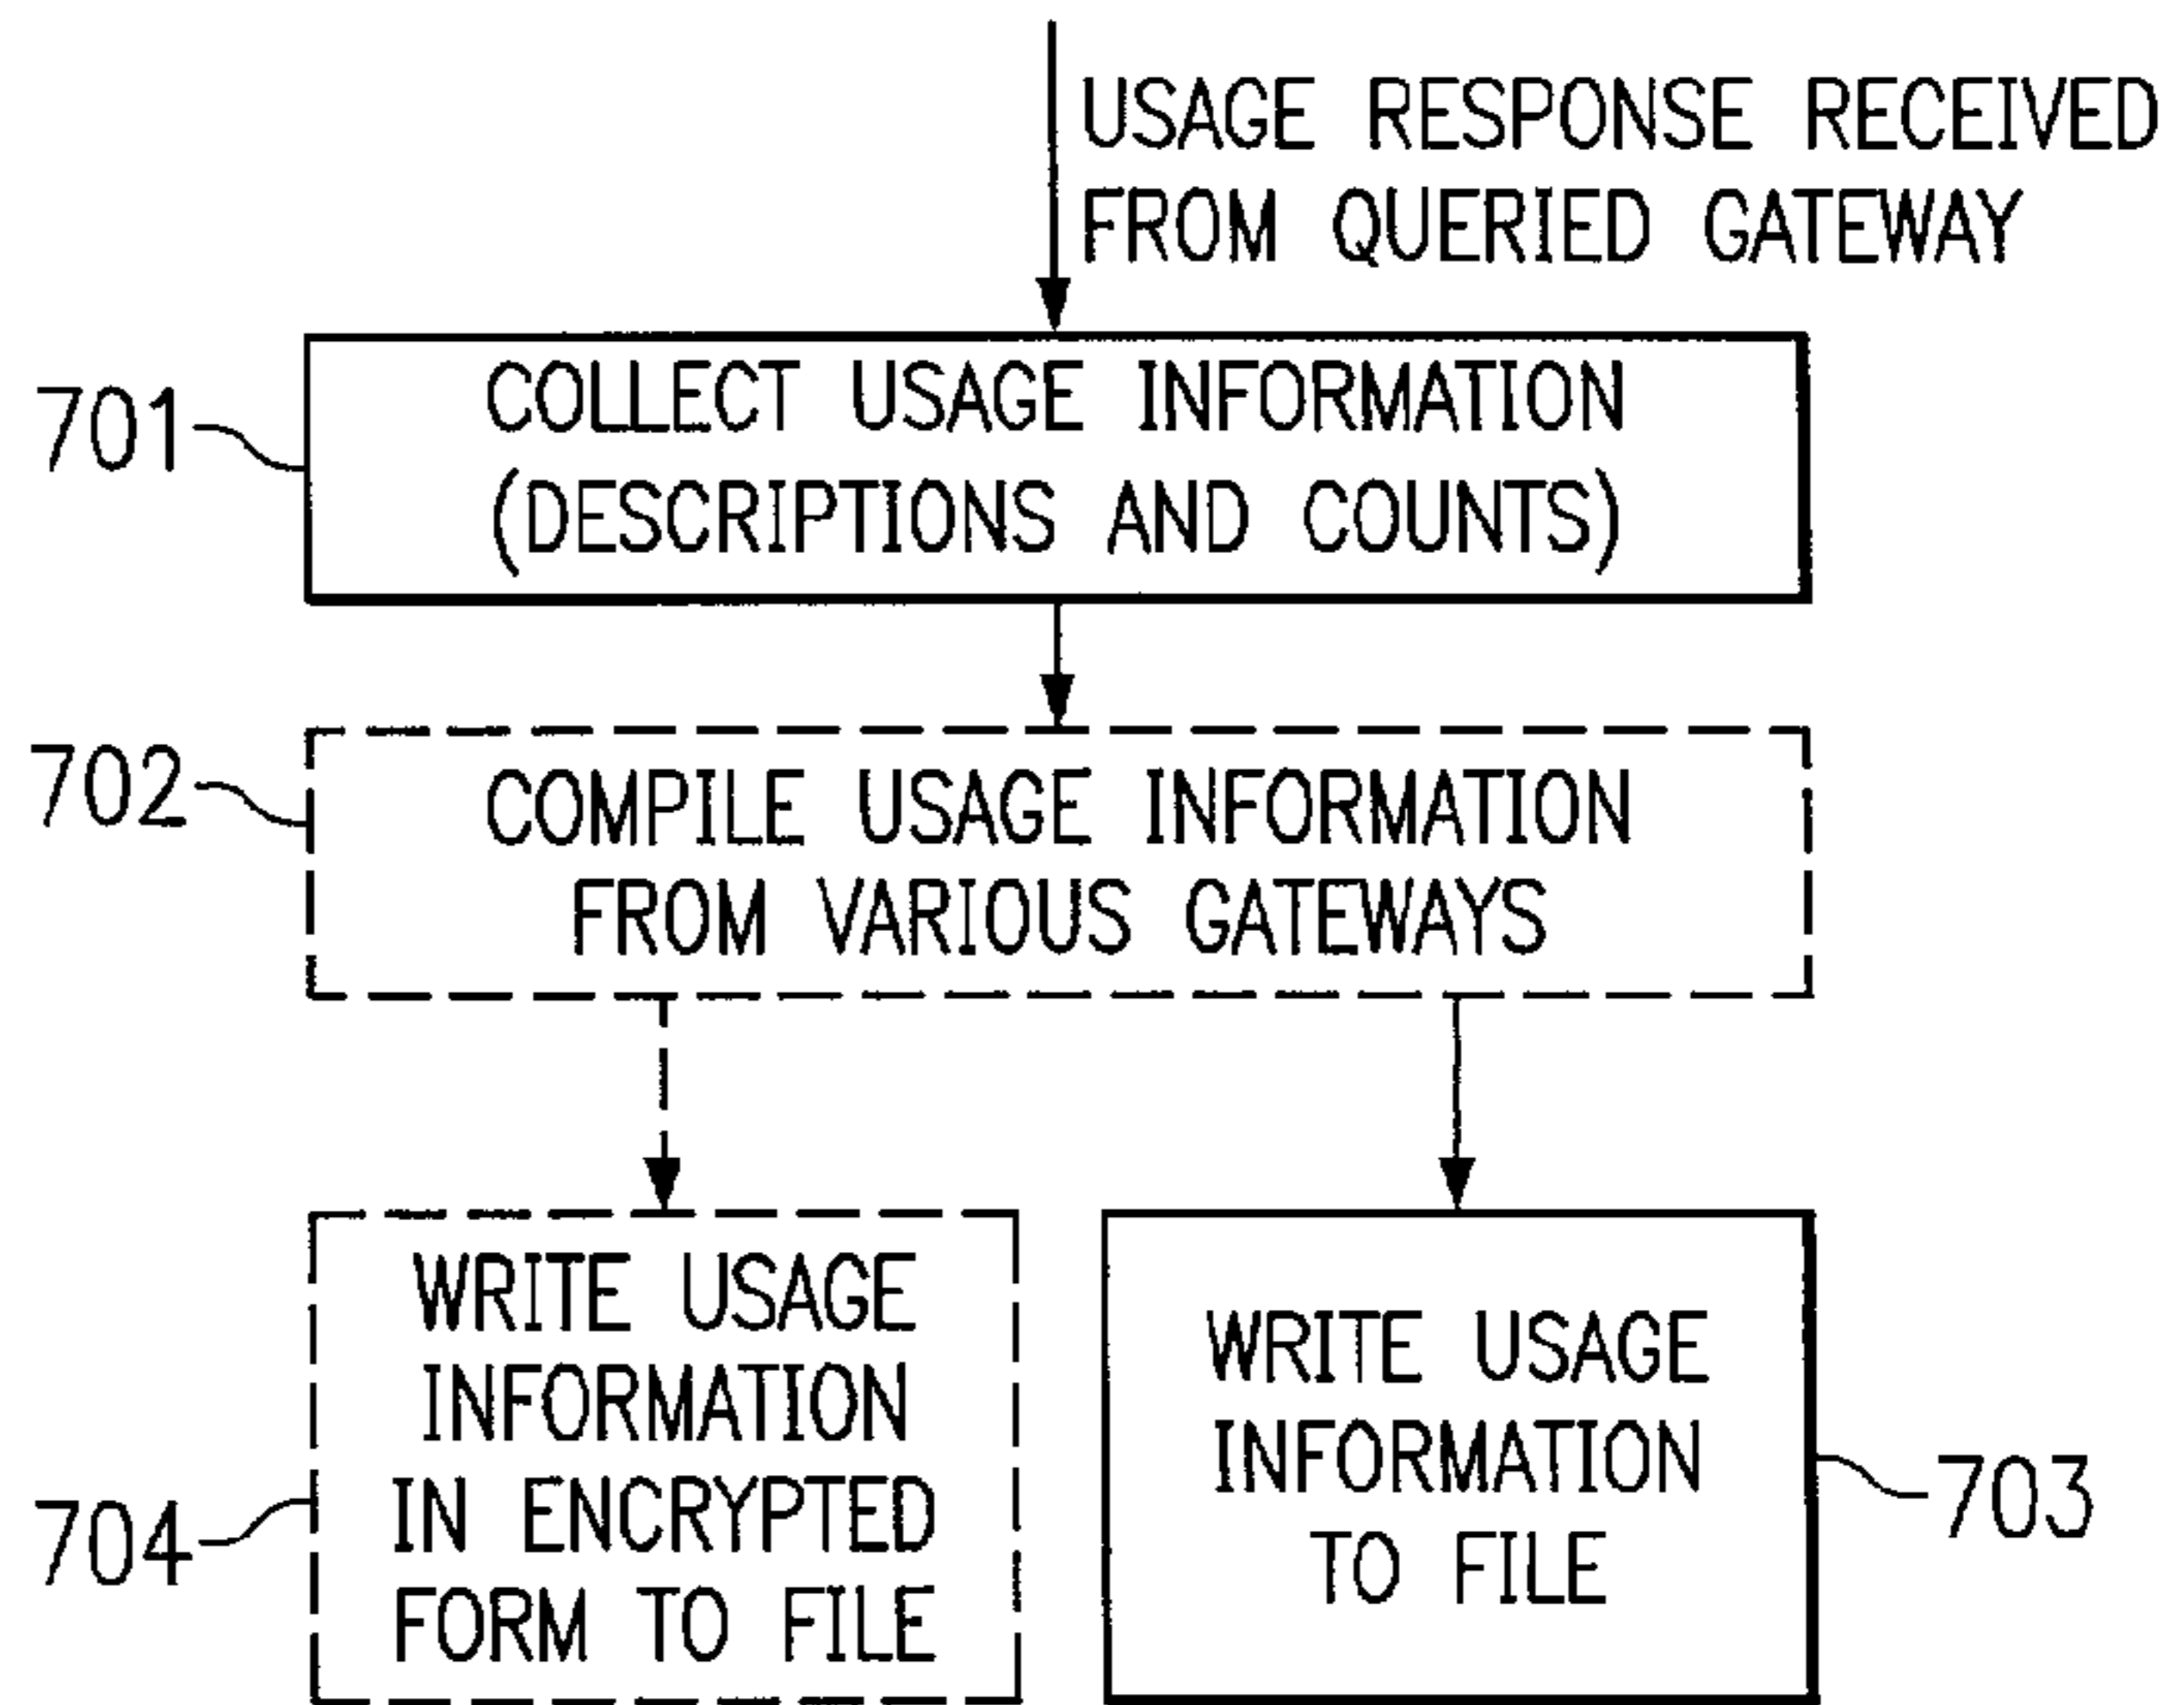 USAGE RESPONSE RECEIVED
FROM QUERIED GATEWAY
701
COLLECT USAGE INFORMATION
(DESCRIPTIONS AND COUNTS)
702
COMPILE USAGE INFORMATION
FROM VARIOUS GATEWAYS
704
WRITE USAGE
INFORMATION
IN ENCRYPTED
FORM TO FILE
WRITE USAGE
INFORMATION
TO FILE
703